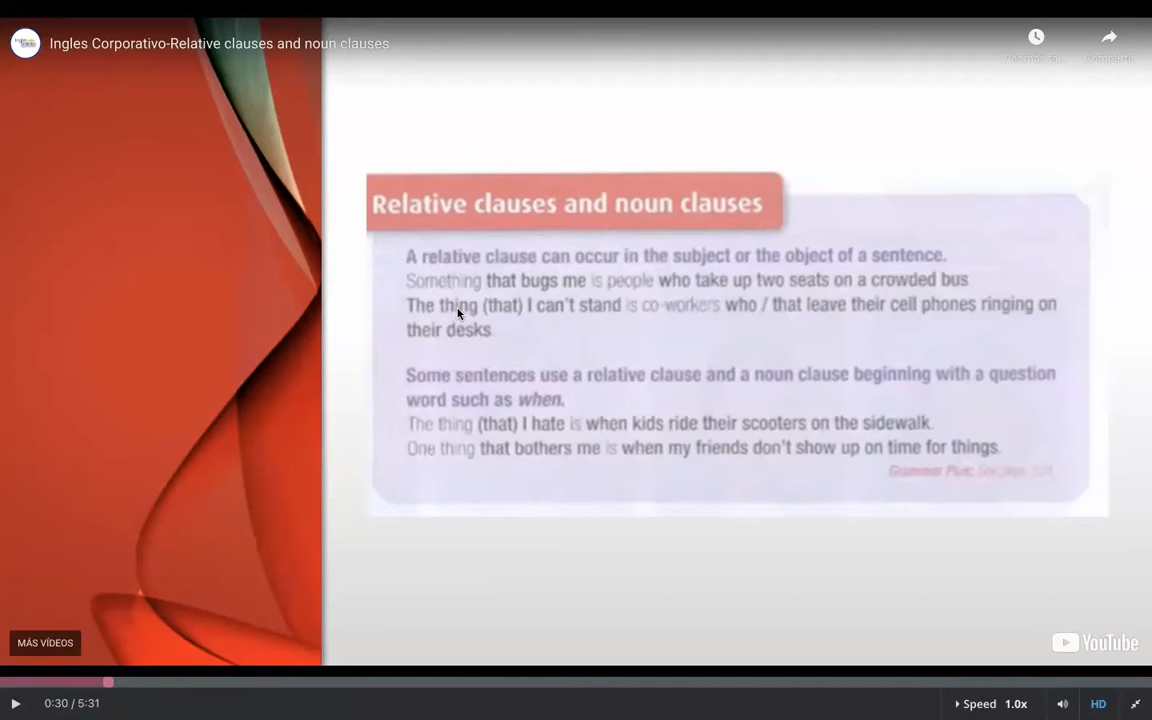 Ingles Corporativo-Relative clauses and noun clauses
Relative clauses and noun clauses
A relative clause can occur in the subject or the object of a sentence.
Something that bugs me is people who take up two seats on a crowded bus
The thing (that) I can't stand is co-workers who / that leave their cell phones ringing on
their desks.
Some sentences use a relative clause and a noun clause beginning with a question
word such as when.
The thing (that) I hate is when kids ride their scooters on the sidewalk.
One thing that bothers me is when my friends don't show up on time for things.
Grammar Plus:
MÁS VÍDEOS
YouTube
0:30 / 5:31
Speed 1.0x
HD